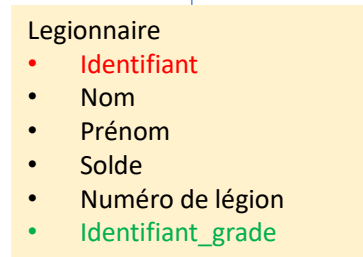 Legionnaire
• Identifiant
• Nom
• Prénom
• Solde
• Numéro de légion
• Identifiant_grade